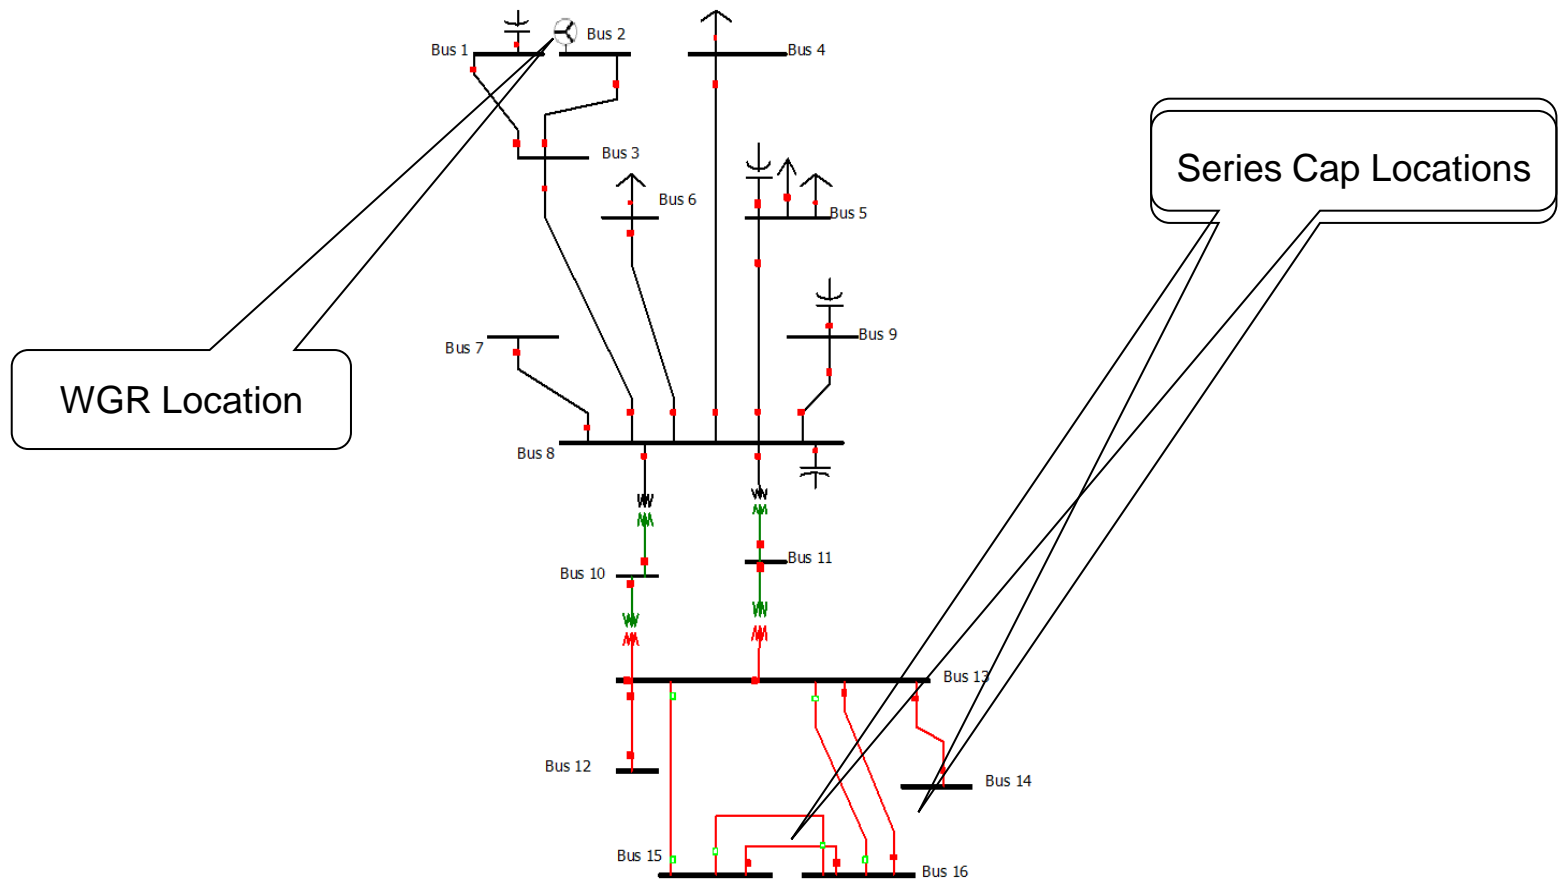 Bus 1
Bus 2
Bus 4
Bus 3
Series Cap Locations
Bus 6
Bus 5
Bus 9
Bus 7
WGR Location
Bus 8
Bus 11
Bus 10
Bus 13
Bus 12
Bus 14
Bus 15
Bus 16